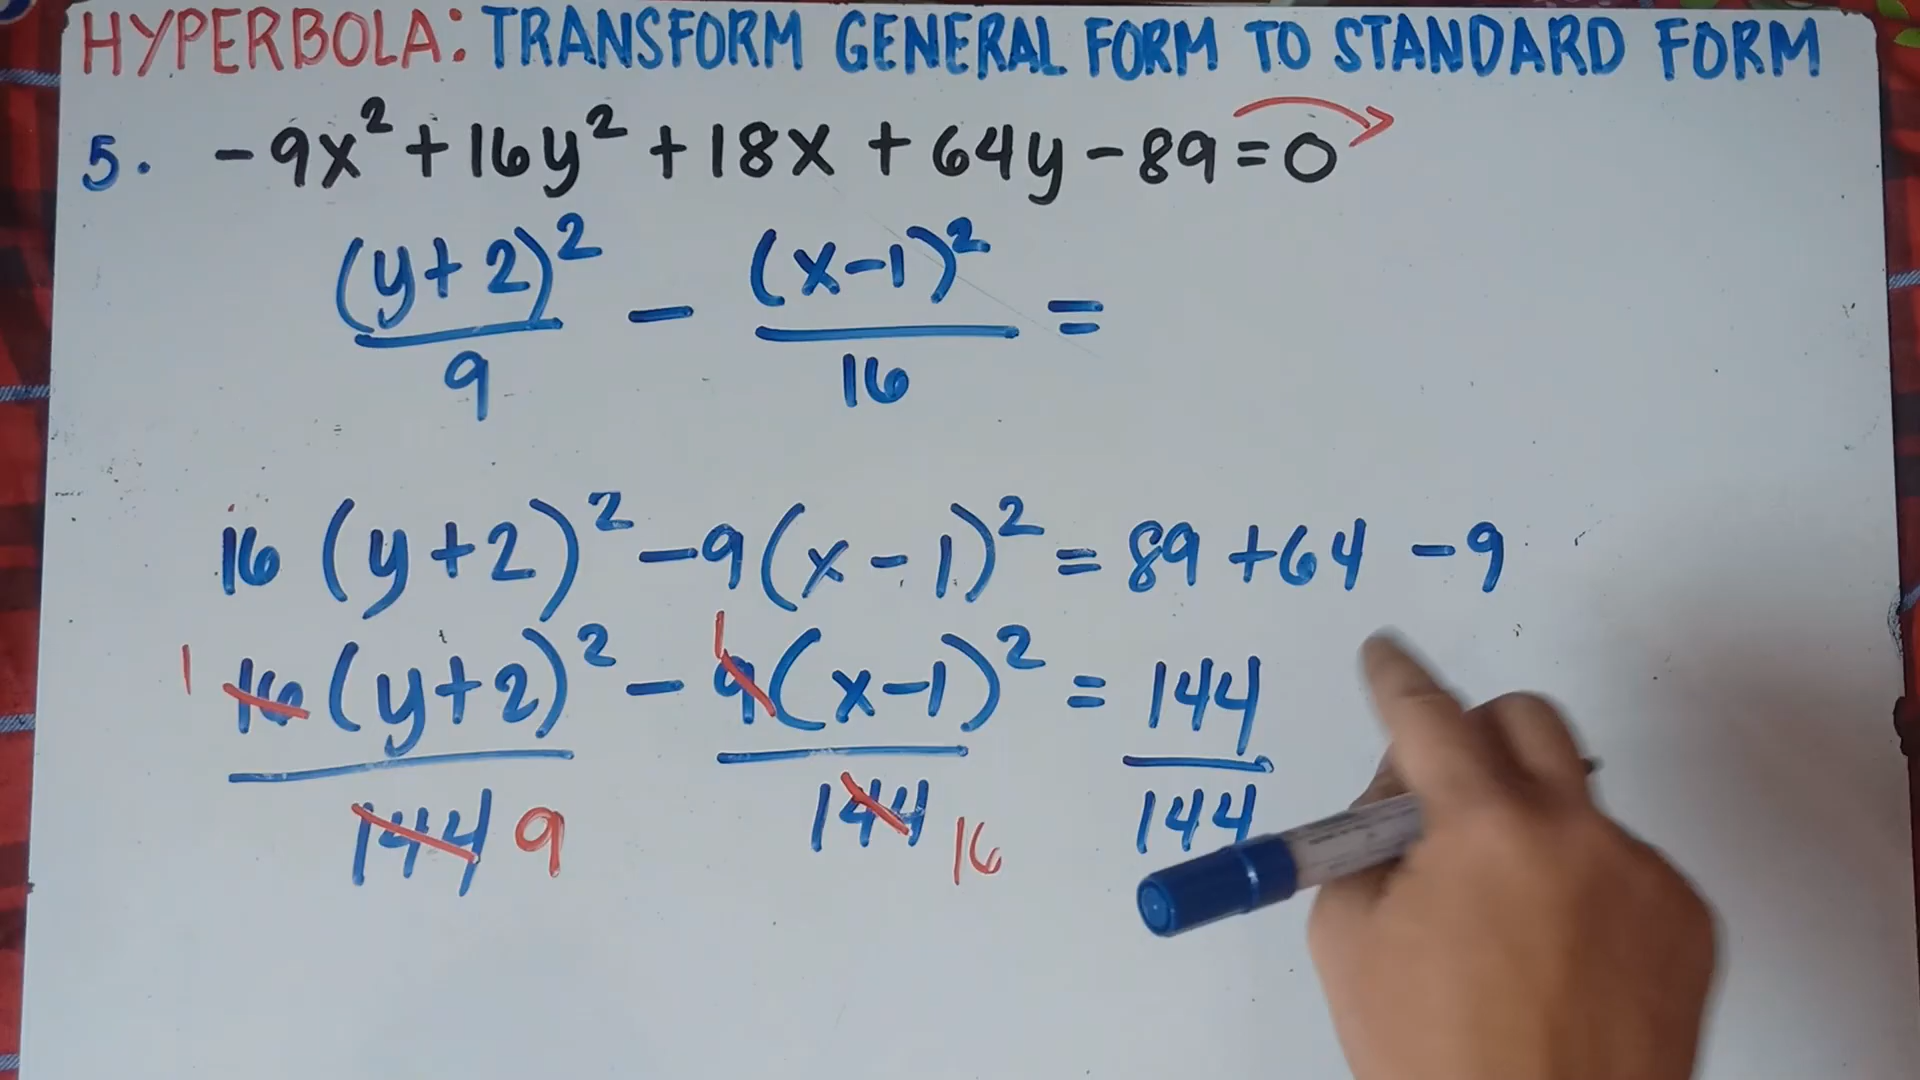 HYPERBOLA: TRANSFORM GENERAL FORM TO STANDARD FORM
5. -9x² + 16y² + 18x + 64y - 89 = 0
(y+2)² / 9 - (x-1)² / 16 =
16 (y+2)² - 9(x-1)² = 89 + 64 - 9
1 16(y+2)² - 1 9(x-1)² = 144
144 9 144 16 144